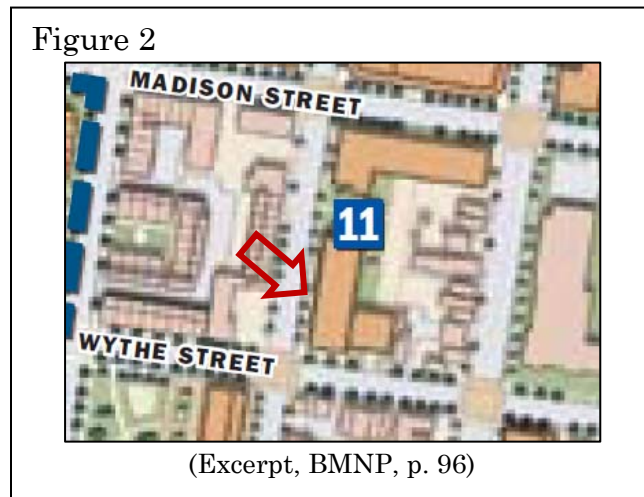 Figure 2
MADISON STREET
11
WYTHE STREET
(Excerpt, BMNP, p. 96)